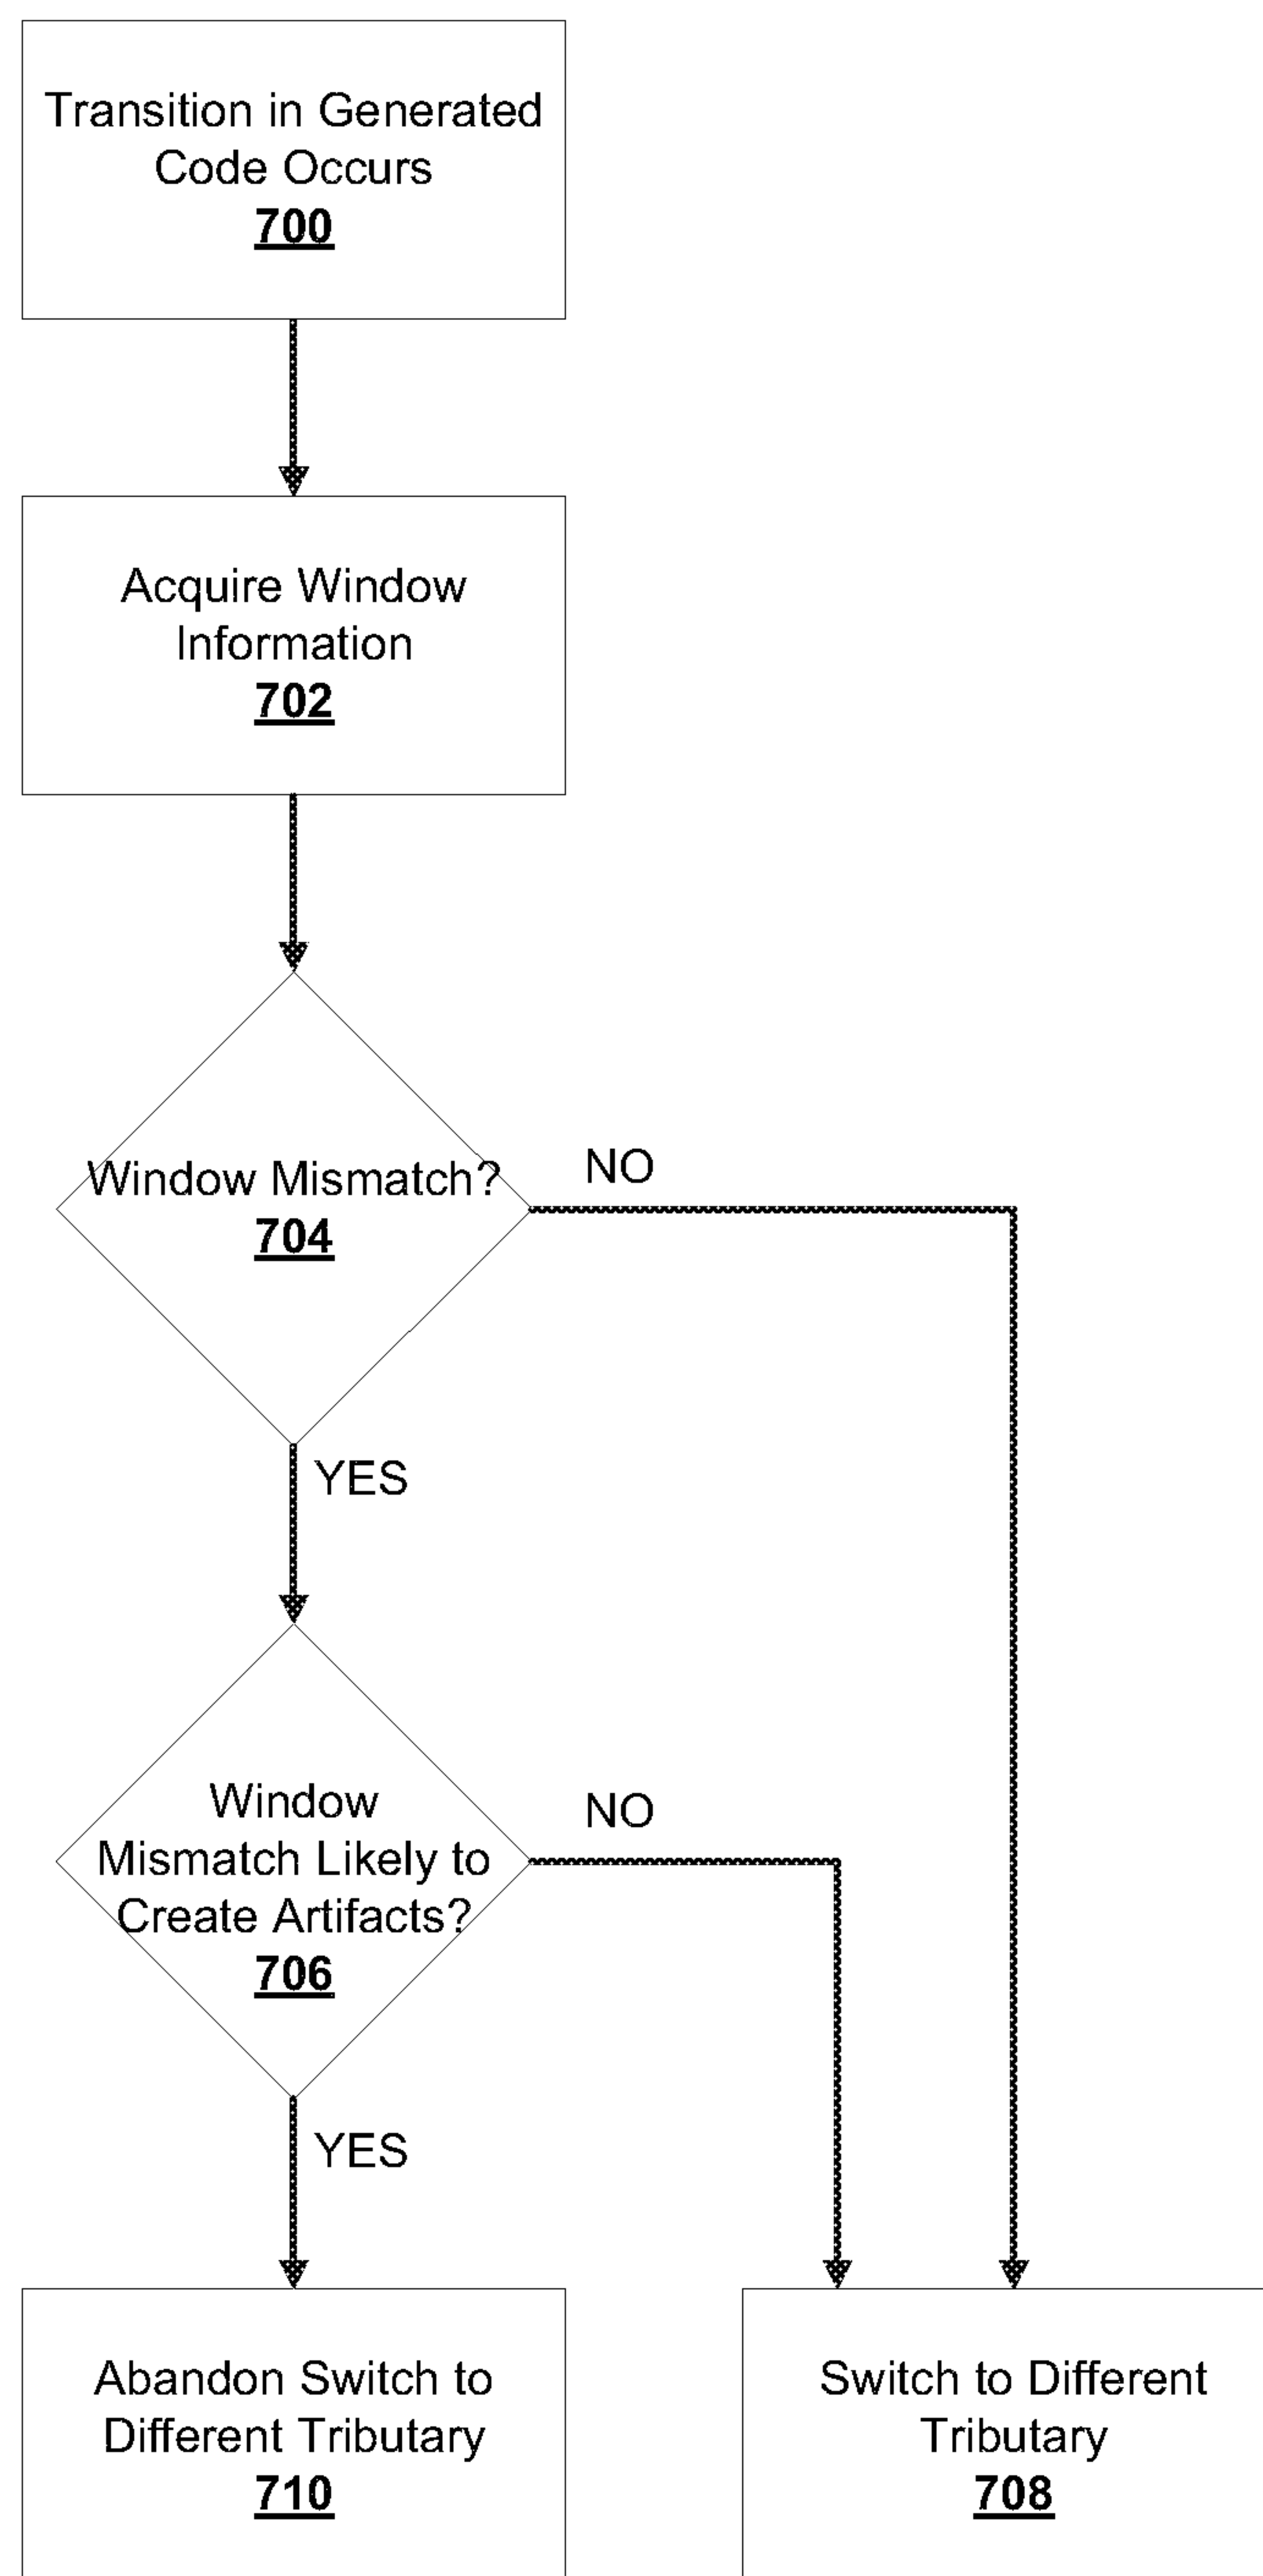 Transition in Generated
Code Occurs
700
Acquire Window
Information
702
Window Mismatch?
704
NO
YES
Window
Mismatch Likely to
Create Artifacts?
706
NO
YES
Abandon Switch to
Different Tributary
710
Switch to Different
Tributary
708